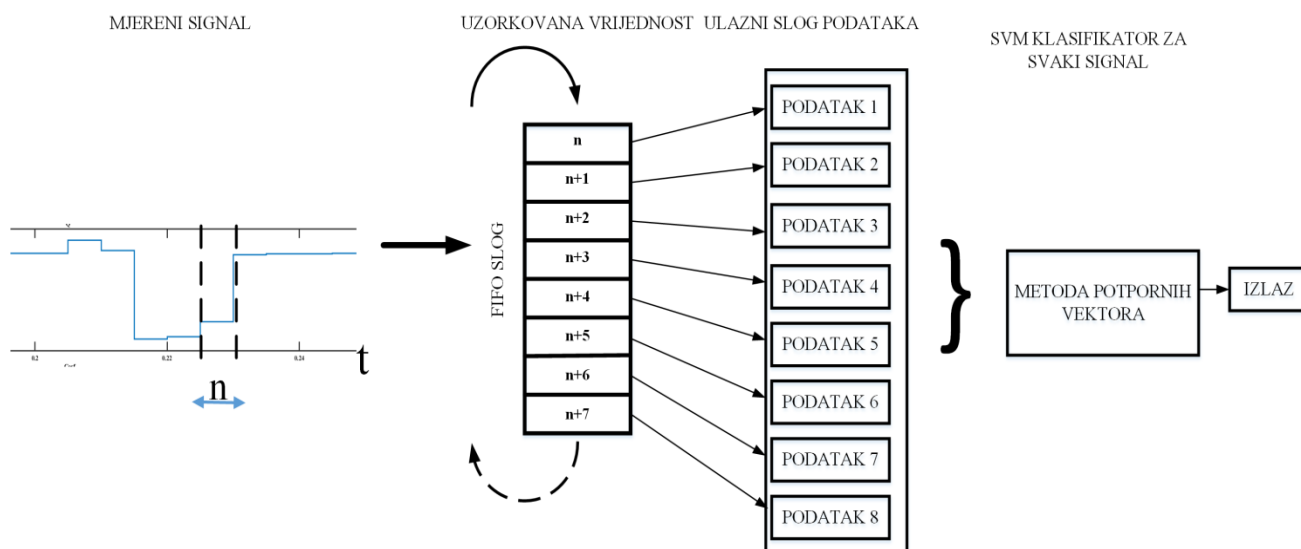 MJERENI SIGNAL
UZORKOVANA VRIJEDNOST
ULAZNI SLOG PODATAKA
SVM KLASIFIKATOR ZA
SVAKI SIGNAL
0.2
0.22
0.24
t
n
FIFO SLOG
n
n+1
n+2
n+3
n+4
n+5
n+6
n+7
PODATAK 1
PODATAK 2
PODATAK 3
PODATAK 4
PODATAK 5
PODATAK 6
PODATAK 7
PODATAK 8
}
METODA POTPORNIH
VEKTORA
IZLAZ